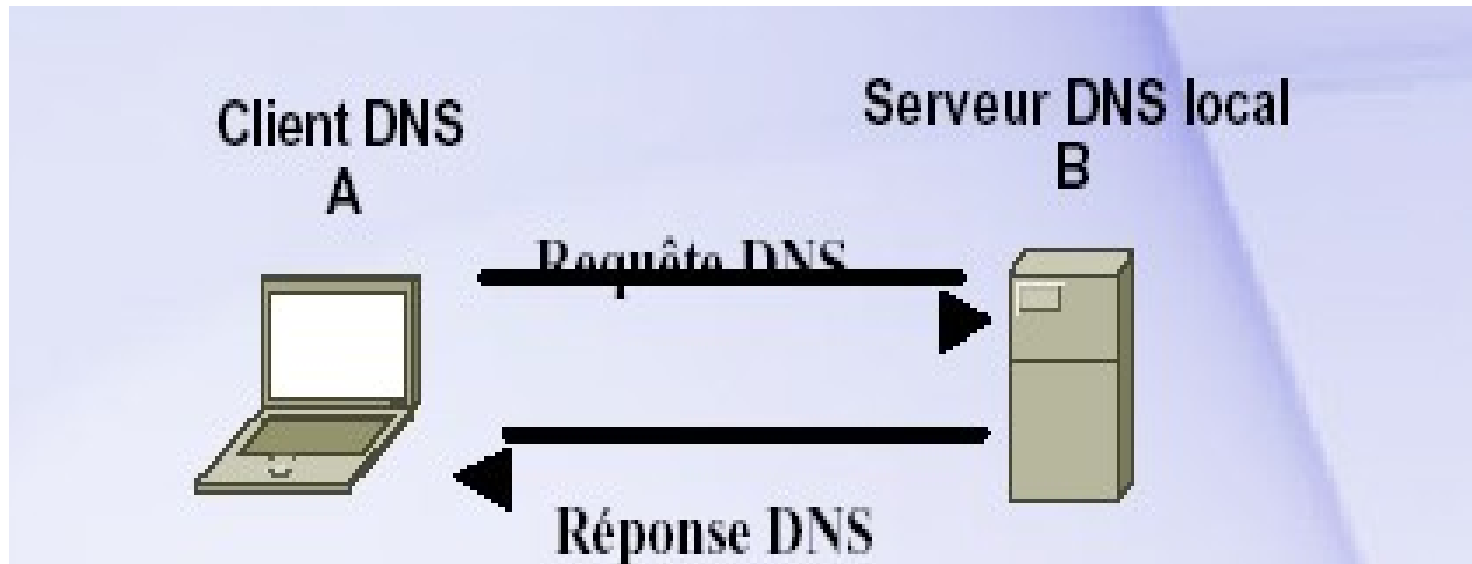 Client DNS
A
Serveur DNS local
B
Requête DNS
Réponse DNS